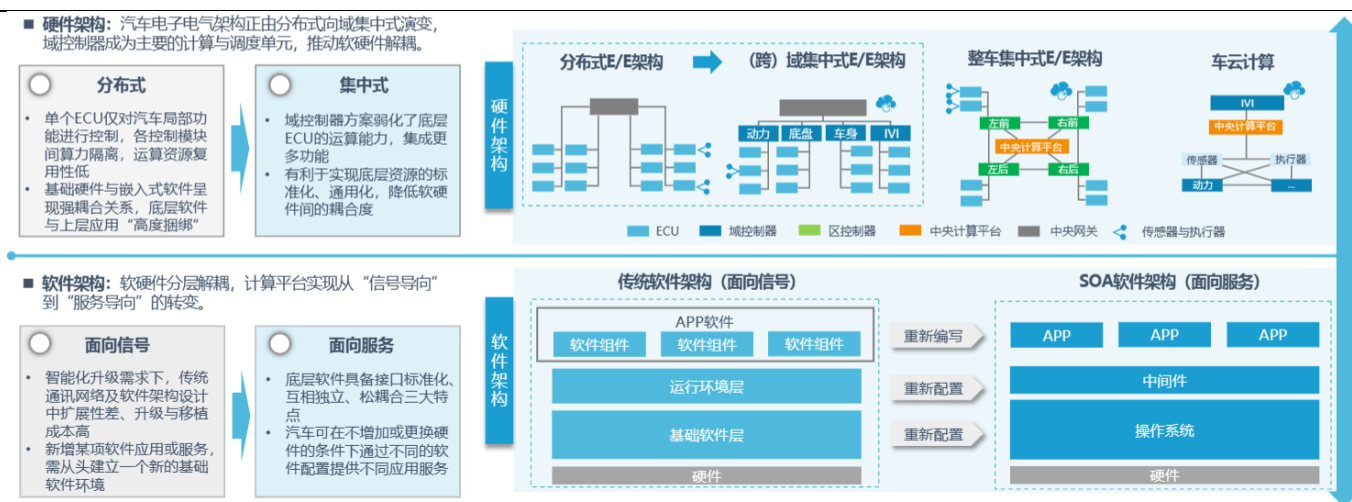 ■ 硬件架构：汽车电子电气架构正由分布式向域集中式演变，
域控制器成为主要的计算与调度单元，推动软硬件解耦。
分布式
• 单个ECU仅对汽车局部功
能进行控制，各控制模块
间算力隔离，运算资源复
用性低
• 基础硬件与嵌入式软件呈
现强耦合关系，底层软件
与上层应用“高度捆绑”
集中式
• 域控制器方案弱化了底层
ECU的运算能力，集成更
多功能
• 有利于实现底层资源的标
准化、通用化，降低软硬
件间的耦合度
硬件架构
分布式E/E架构
（跨）域集中式E/E架构
动力 底盘 车身 IVI
整车集中式E/E架构
左前 右前
中央计算平台
左后 右后
车云计算
IVI
中央计算平台
传感器 执行器
动力 ...
ECU 域控制器 区控制器 中央计算平台 中央网关 传感器与执行器
■ 软件架构：软硬件分层解耦，计算平台实现从“信号导向”
到“服务导向”的转变。
面向信号
• 智能化升级需求下，传统
通讯网络及软件架构设计
中扩展性差、升级与移植
成本高
• 新增某项软件应用或服务，
需从头建立一个新的基础
软件环境
面向服务
• 底层软件具备接口标准化、
互相独立、松耦合三大特
点
• 汽车可在不增加或更换硬
件的条件下通过不同的软
件配置提供不同应用服务
软件架构
传统软件架构（面向信号）
APP软件
软件组件 软件组件 软件组件
运行环境层
基础软件层
硬件
重新编写
重新配置
重新配置
SOA软件架构（面向服务）
APP APP APP
中间件
操作系统
硬件